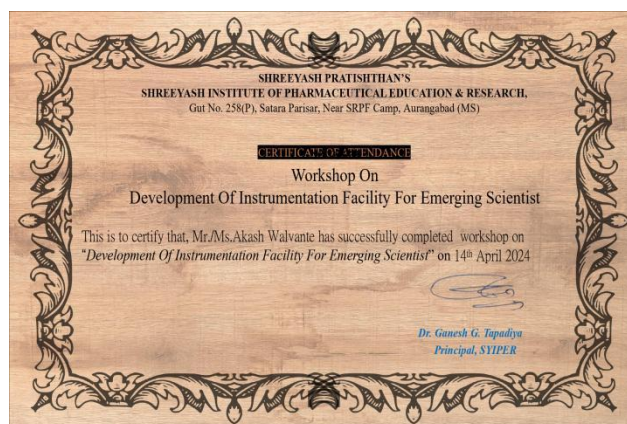 SHREEYASH PRATISHTHAN'S
SHREEYASH INSTITUTE OF PHARMACEUTICAL EDUCATION & RESEARCH,
Gut No. 258(P), Satara Parisar, Near SRPF Camp, Aurangabad (MS)
CERTIFICATE OF ATTENDANCE
Workshop On
Development Of Instrumentation Facility For Emerging Scientist
This is to certify that, Mr./Ms.Akash Walvante has successfully completed workshop on
"Development Of Instrumentation Facility For Emerging Scientist" on 14th April 2024
Dr. Ganesh G. Tapadiya
Principal, SYIPER